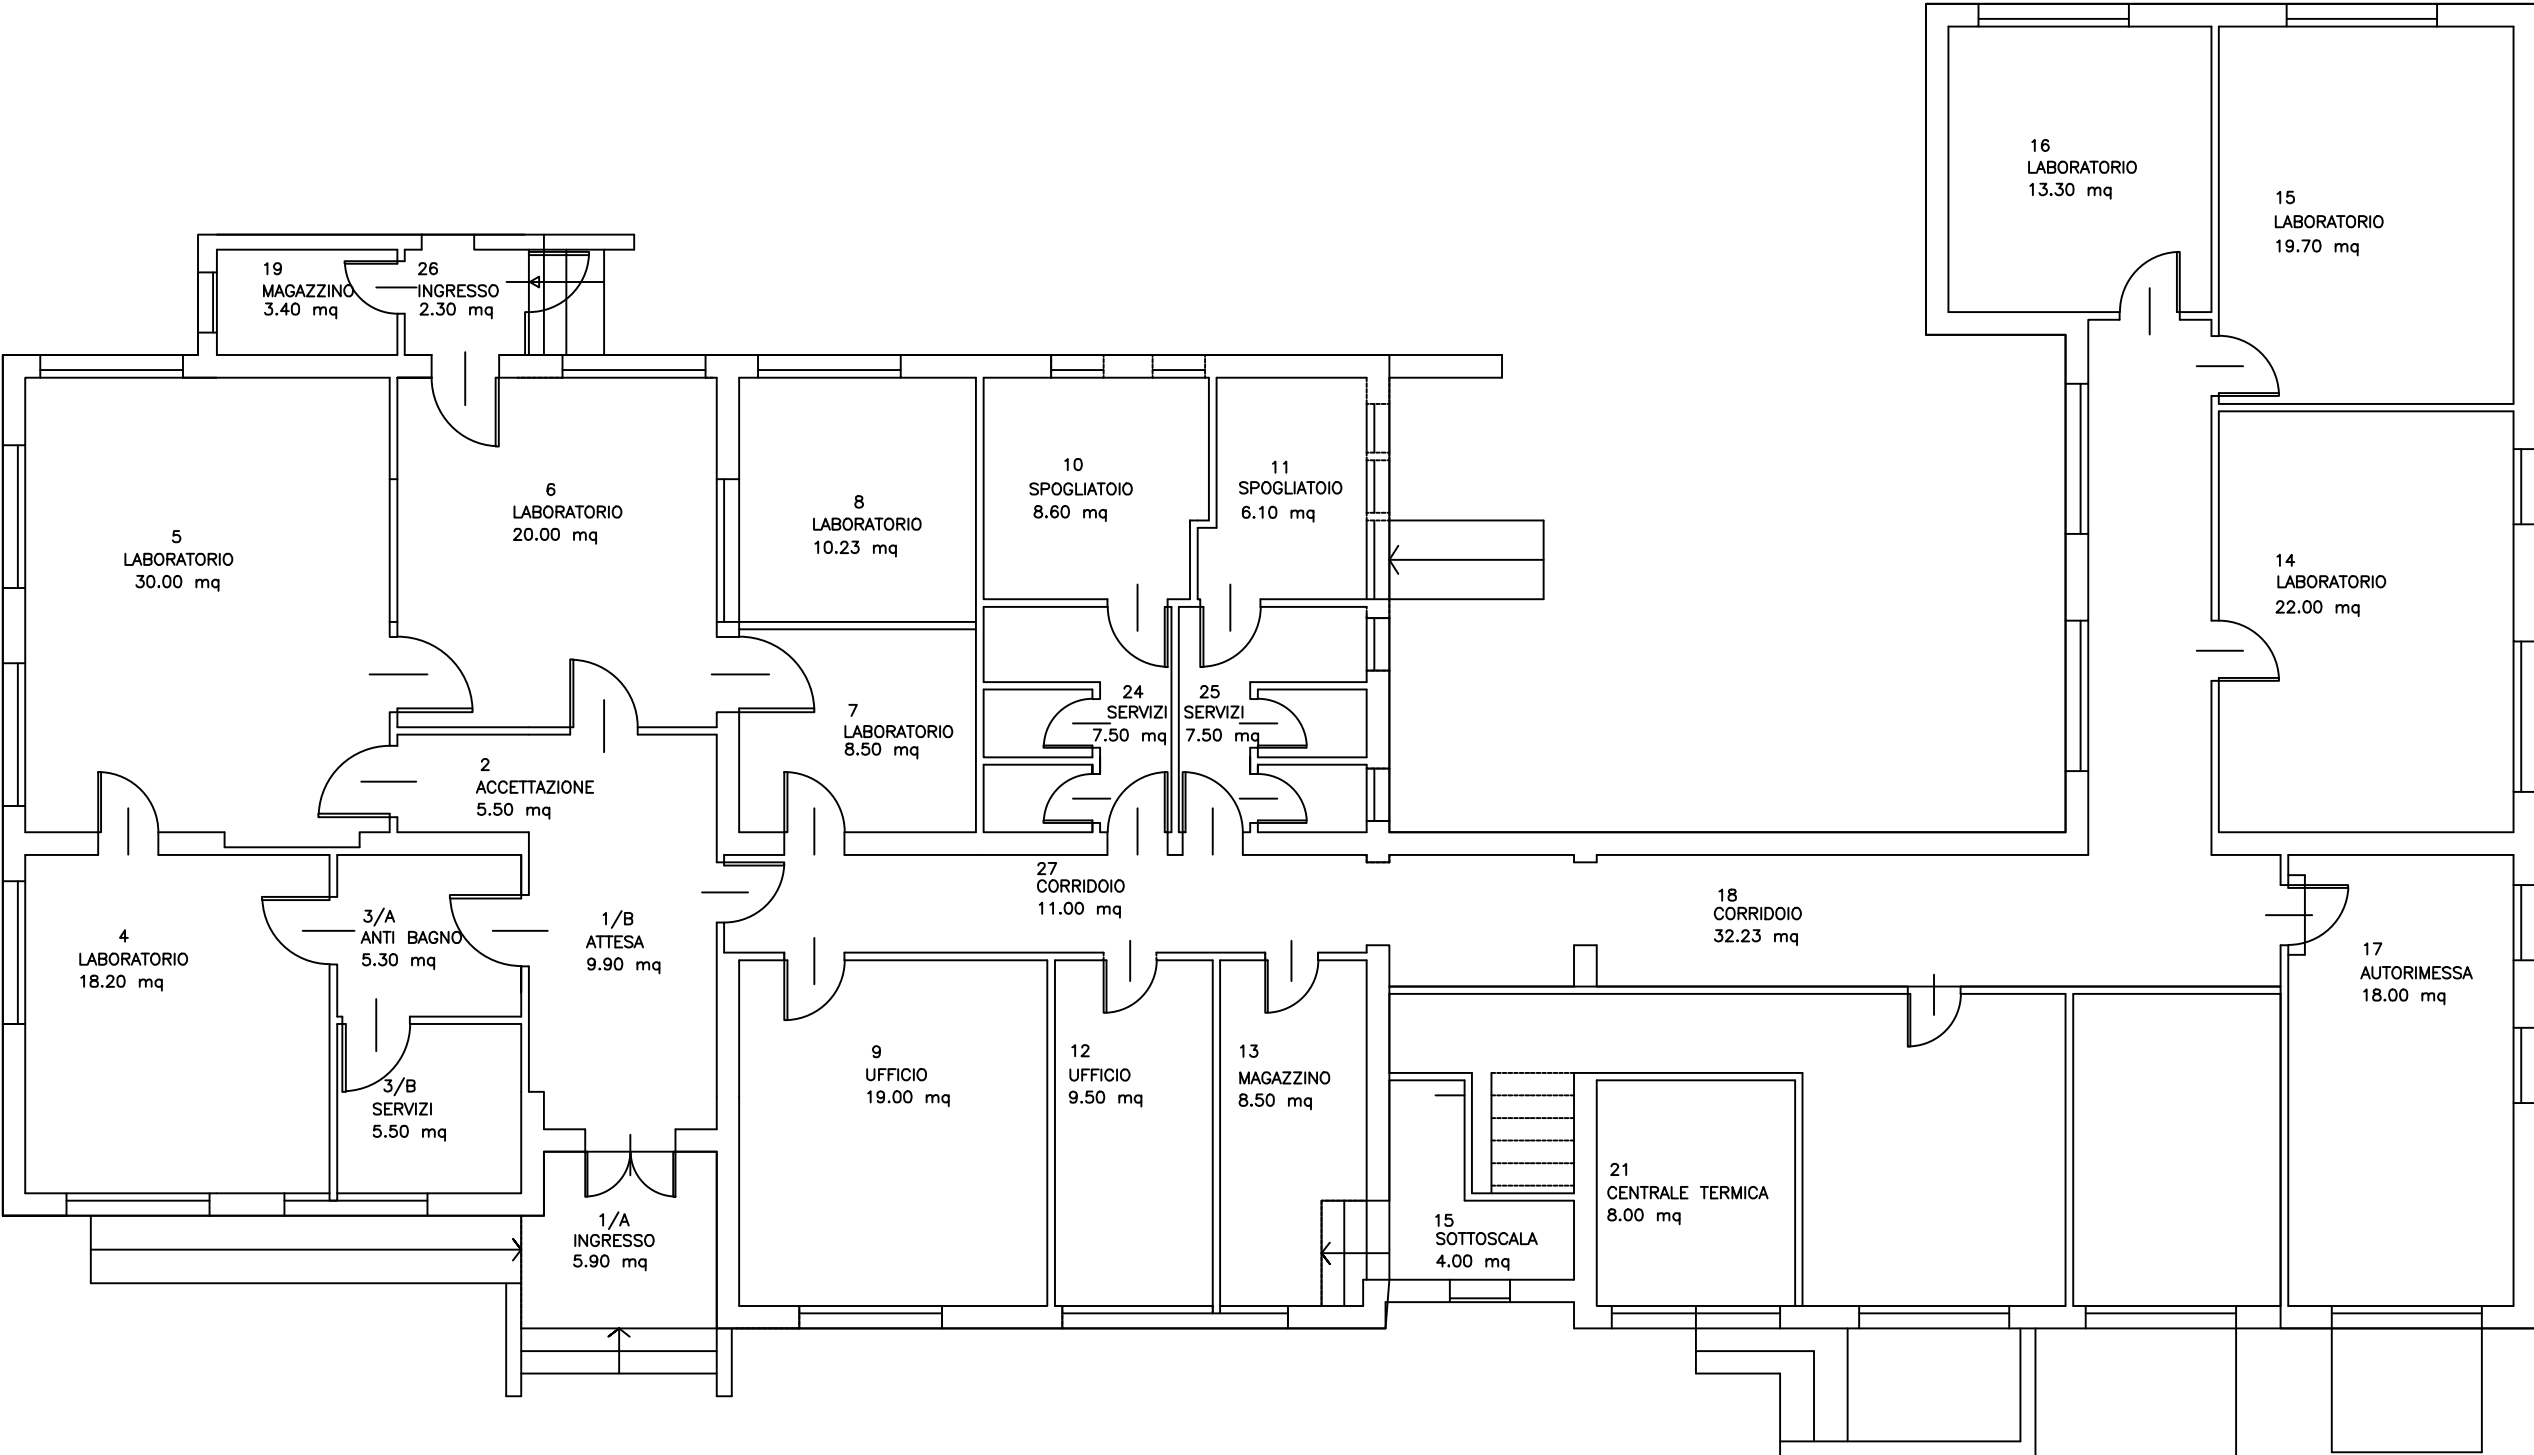 16
LABORATORIO
13.30 mq
15
LABORATORIO
19.70 mq
19
MAGAZZINO
3.40 mq
26
INGRESSO
2.30 mq
5
LABORATORIO
30.00 mq
6
LABORATORIO
20.00 mq
8
LABORATORIO
10.23 mq
10
SPOGLIATOIO
8.60 mq
11
SPOGLIATOIO
6.10 mq
14
LABORATORIO
22.00 mq
2
ACCETTAZIONE
5.50 mq
7
LABORATORIO
8.50 mq
24
SERVIZI
7.50 mq
25
SERVIZI
7.50 mq
4
LABORATORIO
18.20 mq
3/A
ANTI BAGNO
5.30 mq
1/B
ATTESA
9.90 mq
27
CORRIDOIO
11.00 mq
18
CORRIDOIO
32.23 mq
17
AUTORIMESSA
18.00 mq
3/B
SERVIZI
5.50 mq
9
UFFICIO
19.00 mq
12
UFFICIO
9.50 mq
13
MAGAZZINO
8.50 mq
1/A
INGRESSO
5.90 mq
15
SOTTOSCALA
4.00 mq
21
CENTRALE TERMICA
8.00 mq